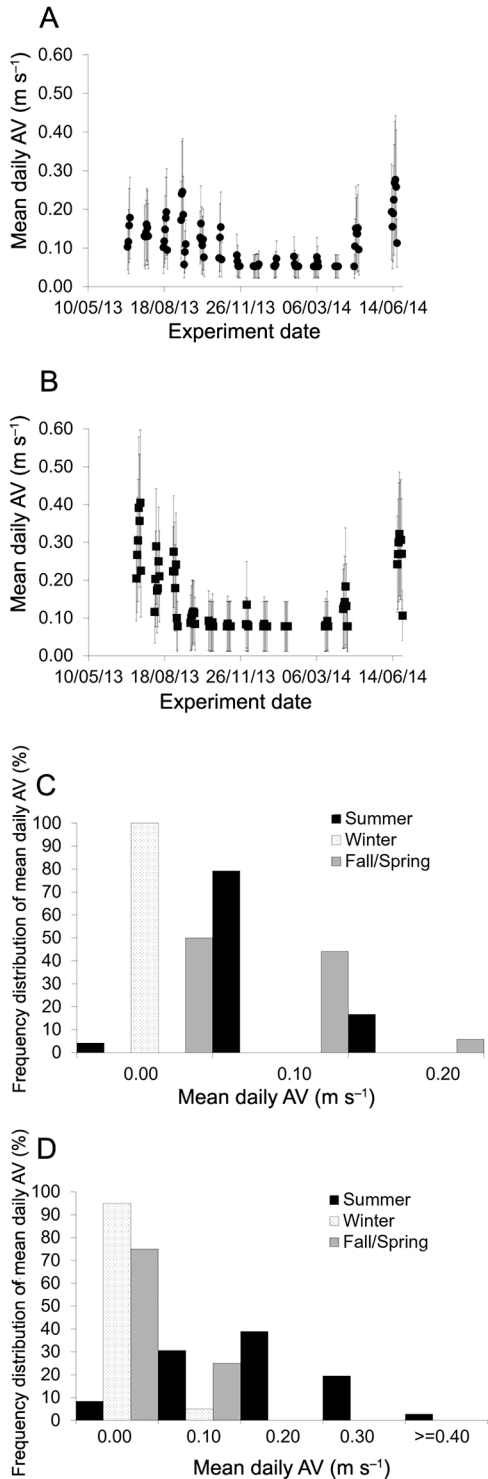 A
Mean daily AV (m s⁻¹)
0.60
0.50
0.40
0.30
0.20
0.10
0.00
10/05/13 18/08/13 26/11/13 06/03/14 14/06/14
Experiment date
B
Mean daily AV (m s⁻¹)
0.60
0.50
0.40
0.30
0.20
0.10
0.00
10/05/13 18/08/13 26/11/13 06/03/14 14/06/14
Experiment date
C
Frequency distribution of mean daily AV (%)
100
90
80
70
60
50
40
30
20
10
0
Summer
Winter
Fall/Spring
0.00 0.10 0.20
Mean daily AV (m s⁻¹)
D
Frequency distribution of mean daily AV (%)
100
90
80
70
60
50
40
30
20
10
0
Summer
Winter
Fall/Spring
0.00 0.10 0.20 0.30 >=0.40
Mean daily AV (m s⁻¹)